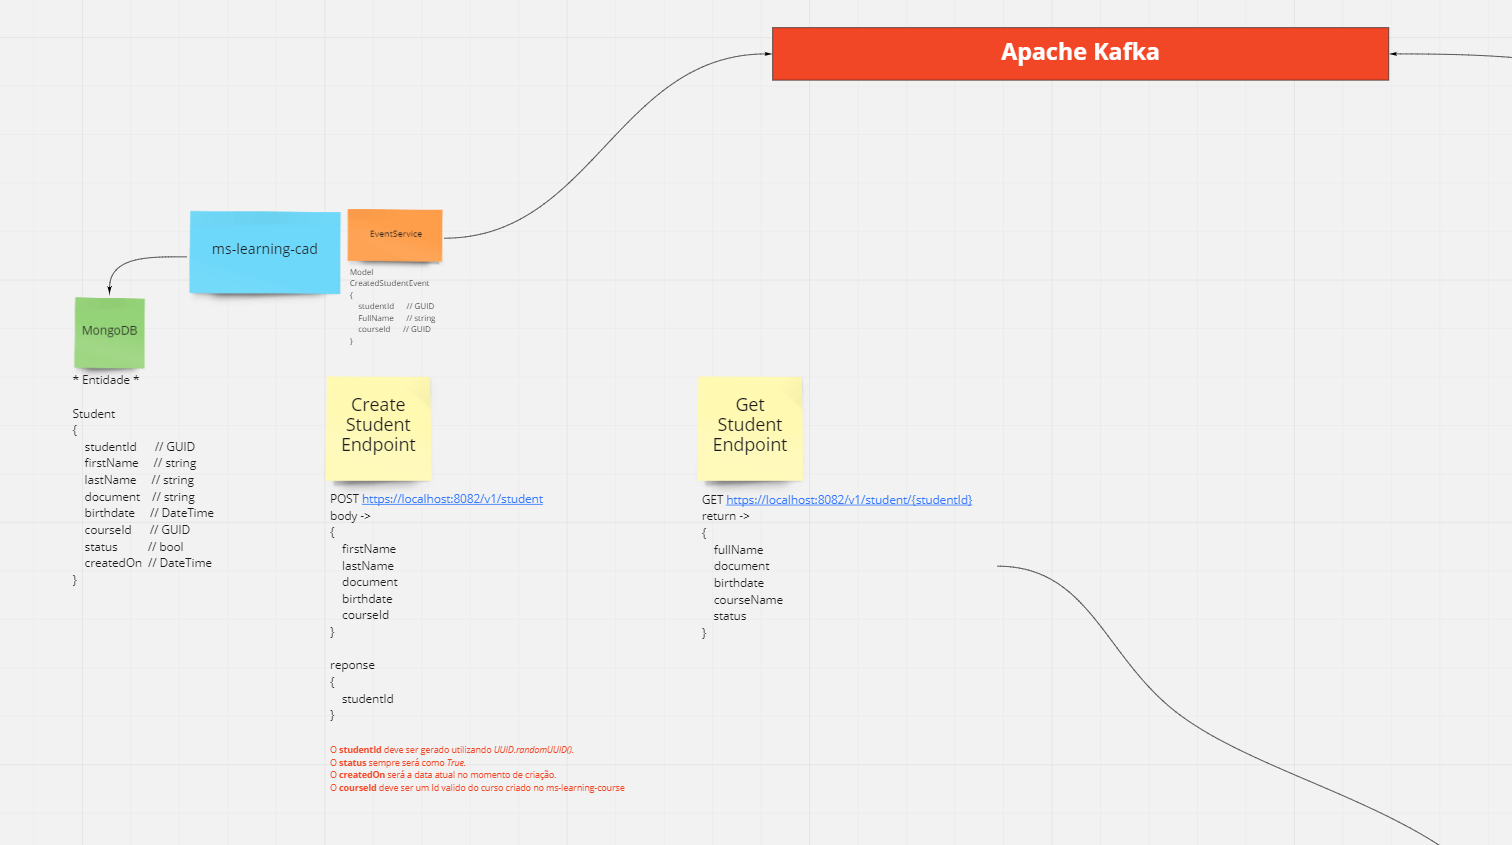 Apache Kafka
ms-learning-cad
EventService
Model
CreatedStudentEvent
{
studentId // GUID
FullName // string
courseId // GUID
}
MongoDB
* Entidade *
Student
{
studentId // GUID
firstName // string
lastName // string
document // string
birthdate // DateTime
courseId // GUID
status // bool
createdOn // DateTime
}
Create
Student
Endpoint
POST https://localhost:8082/v1/student
body ->
{
firstName
lastName
document
birthdate
courseId
}
reponse
{
studentId
}
O studentId deve ser gerado utilizando UUID.randomUUID().
O status sempre será como True.
O createdOn será a data atual no momento de criação.
O courseId deve ser um Id valido do curso criado no ms-learning-course
Get
Student
Endpoint
GET https://localhost:8082/v1/student/{studentId}
return ->
{
fullName
document
birthdate
courseName
status
}